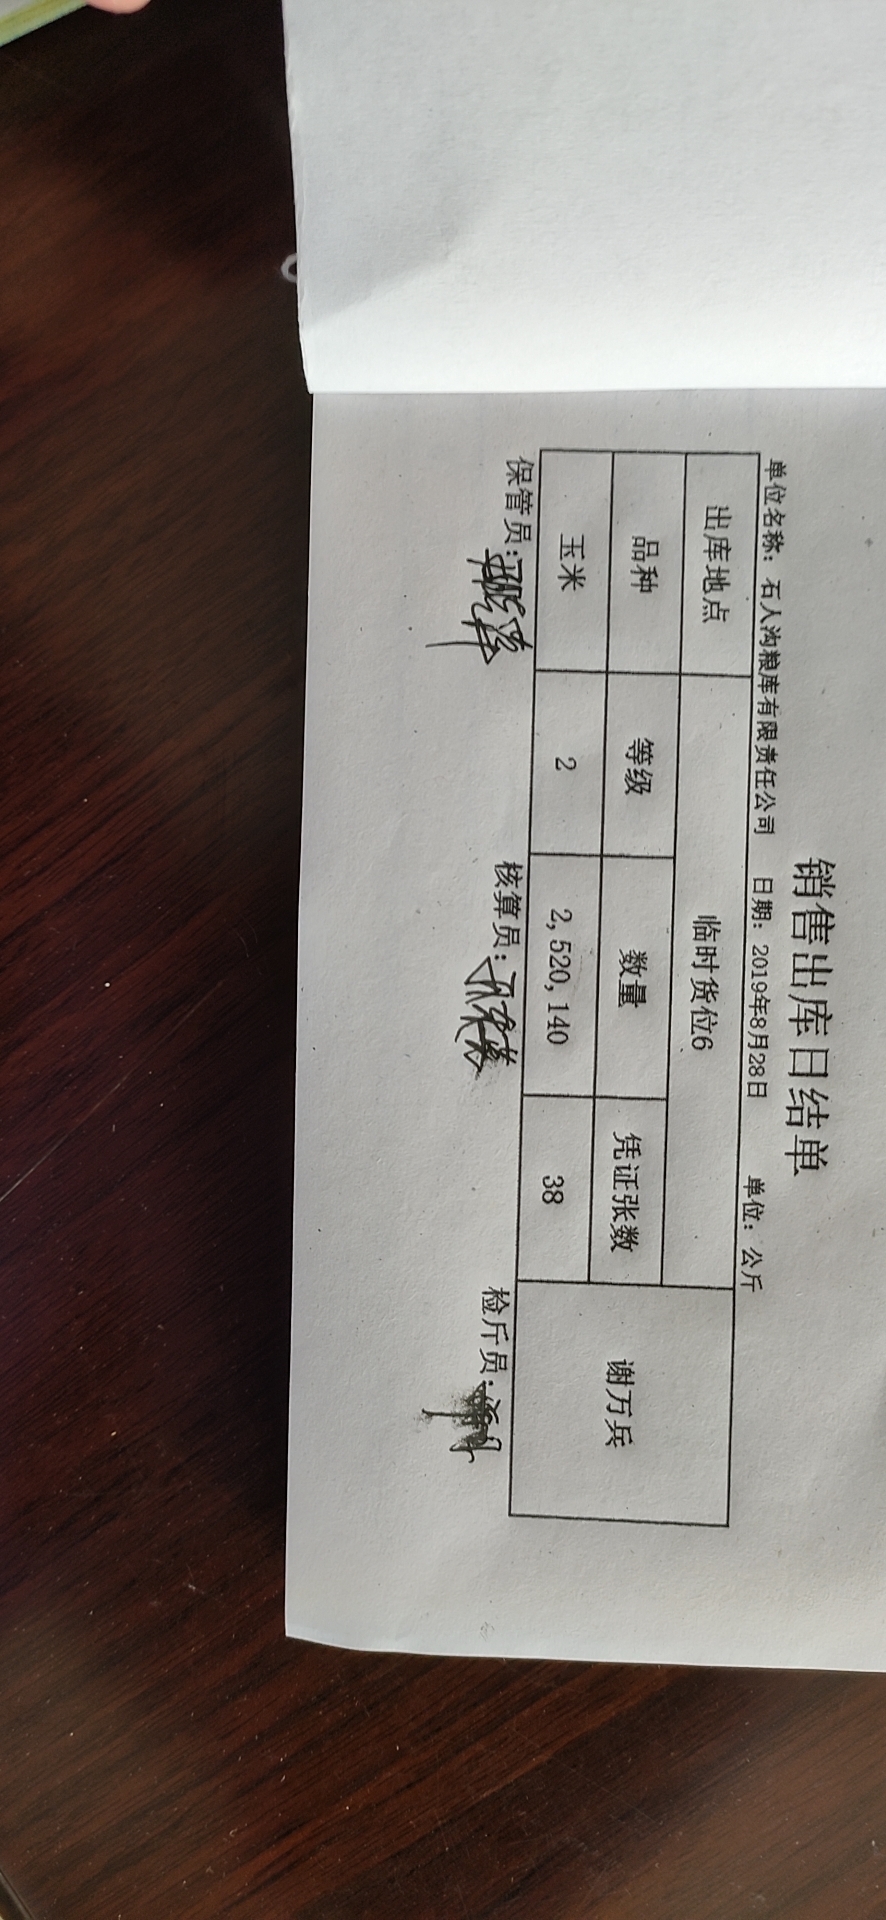 销售出库日结单
单位名称：石人沟粮库有限责任公司 日期：2019年8月28日 单位：公斤
出库地点 临时货位6 谢万兵
品种 等级 数量 凭证张数
玉米 2 2,520,140 38
保管员： 核算员： 检斤员：